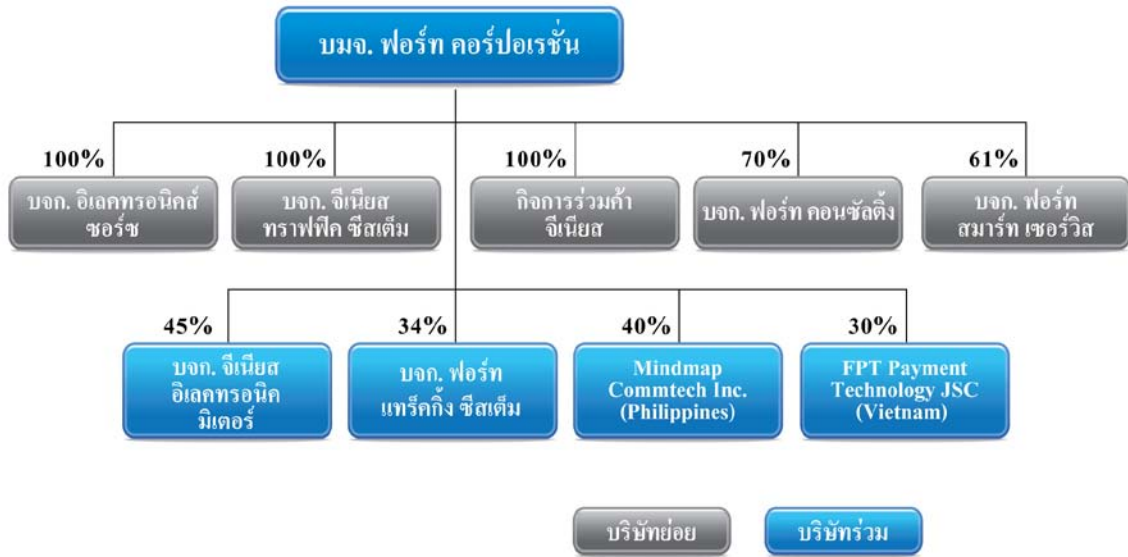 บมจ. ฟอร์ท คอร์ปอเรชั่น
100%
100%
100%
70%
61%
บจก. อิเลคทรอนิคส์
ซอร์ซ
บจก. จีเนียส
ทราฟฟิค ซีสเต็ม
กิจการร่วมค้า
จีเนียส
บจก. ฟอร์ท คอนซัลติ้ง
บจก. ฟอร์ท
สมาร์ท เซอร์วิส
45%
34%
40%
30%
บจก. จีเนียส
อิเลคทรอนิค
มิเตอร์
บจก. ฟอร์ท
แทร็คกิ้ง ซีสเต็ม
Mindmap
Commtech Inc.
(Philippines)
FPT Payment
Technology JSC
(Vietnam)
บริษัทย่อย
บริษัทร่วม